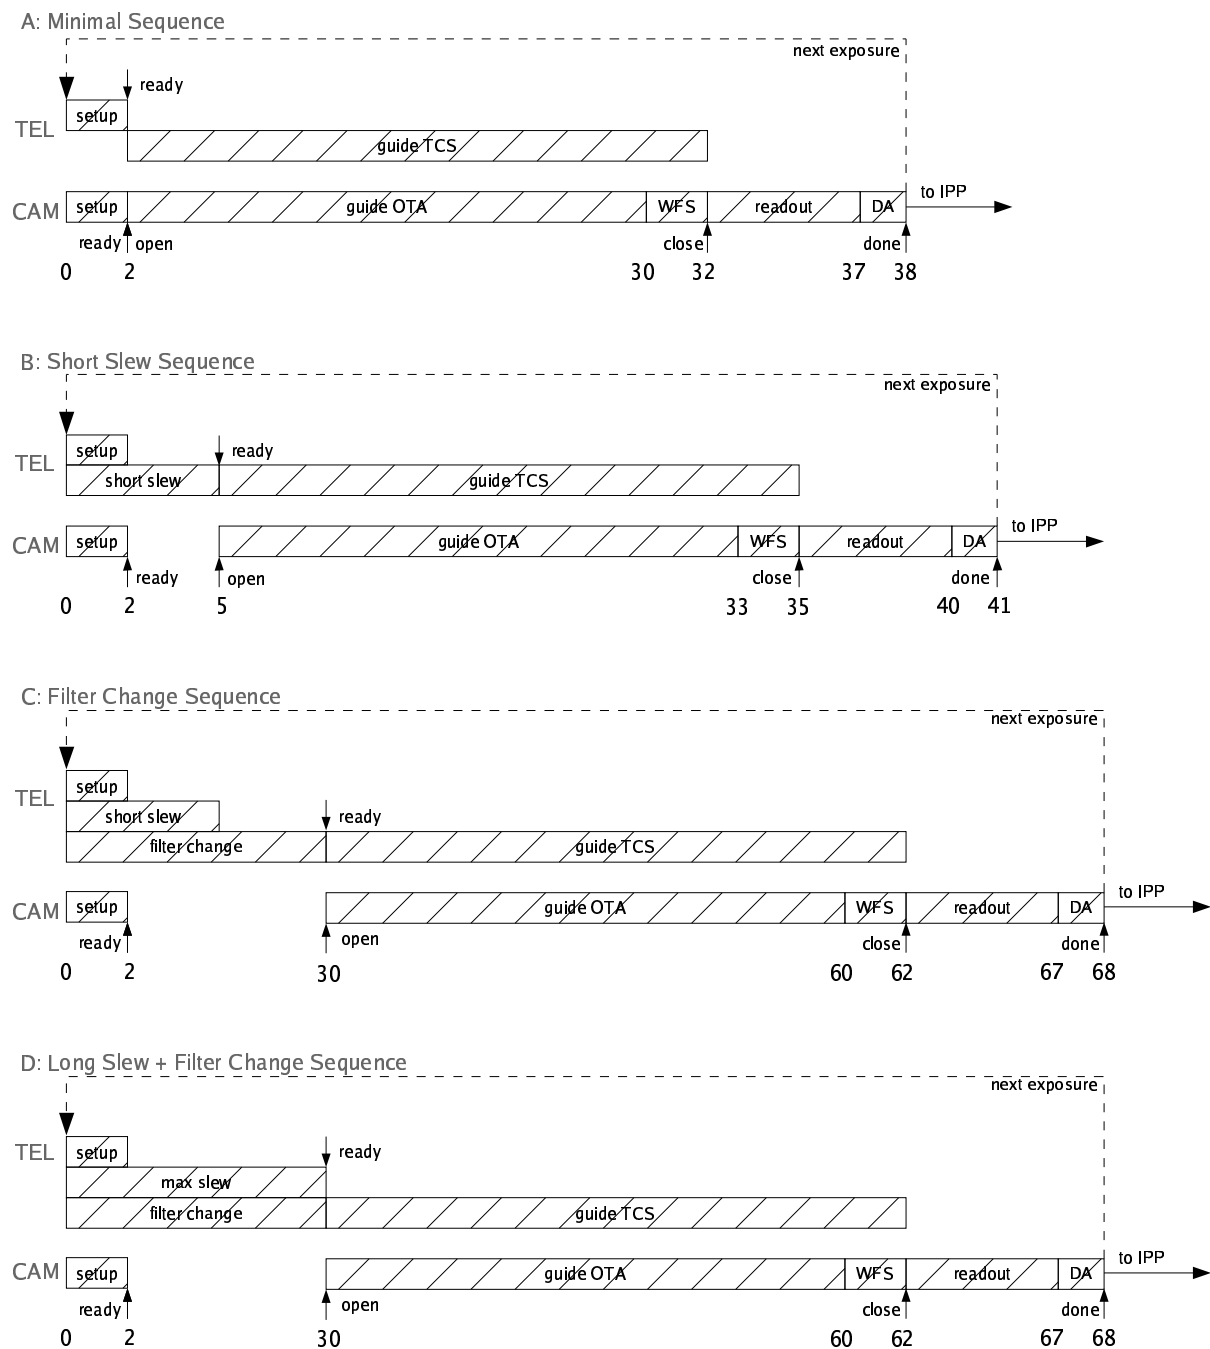 A: Minimal Sequence
next exposure
ready
TEL
setup
guide TCS
CAM
setup
guide OTA
WFS
readout
DA
to IPP
ready
open
close
done
0 2 30 32 37 38
B: Short Slew Sequence
next exposure
TEL
setup
ready
short slew
guide TCS
CAM
setup
guide OTA
WFS
readout
DA
to IPP
ready
open
close
done
0 2 5 33 35 40 41
C: Filter Change Sequence
next exposure
TEL
setup
short slew
ready
filter change
guide TCS
CAM
setup
guide OTA
WFS
readout
DA
to IPP
ready
open
close
done
0 2 30 60 62 67 68
D: Long Slew + Filter Change Sequence
next exposure
TEL
setup
ready
max slew
filter change
guide TCS
CAM
setup
guide OTA
WFS
readout
DA
to IPP
ready
open
close
done
0 2 30 60 62 67 68